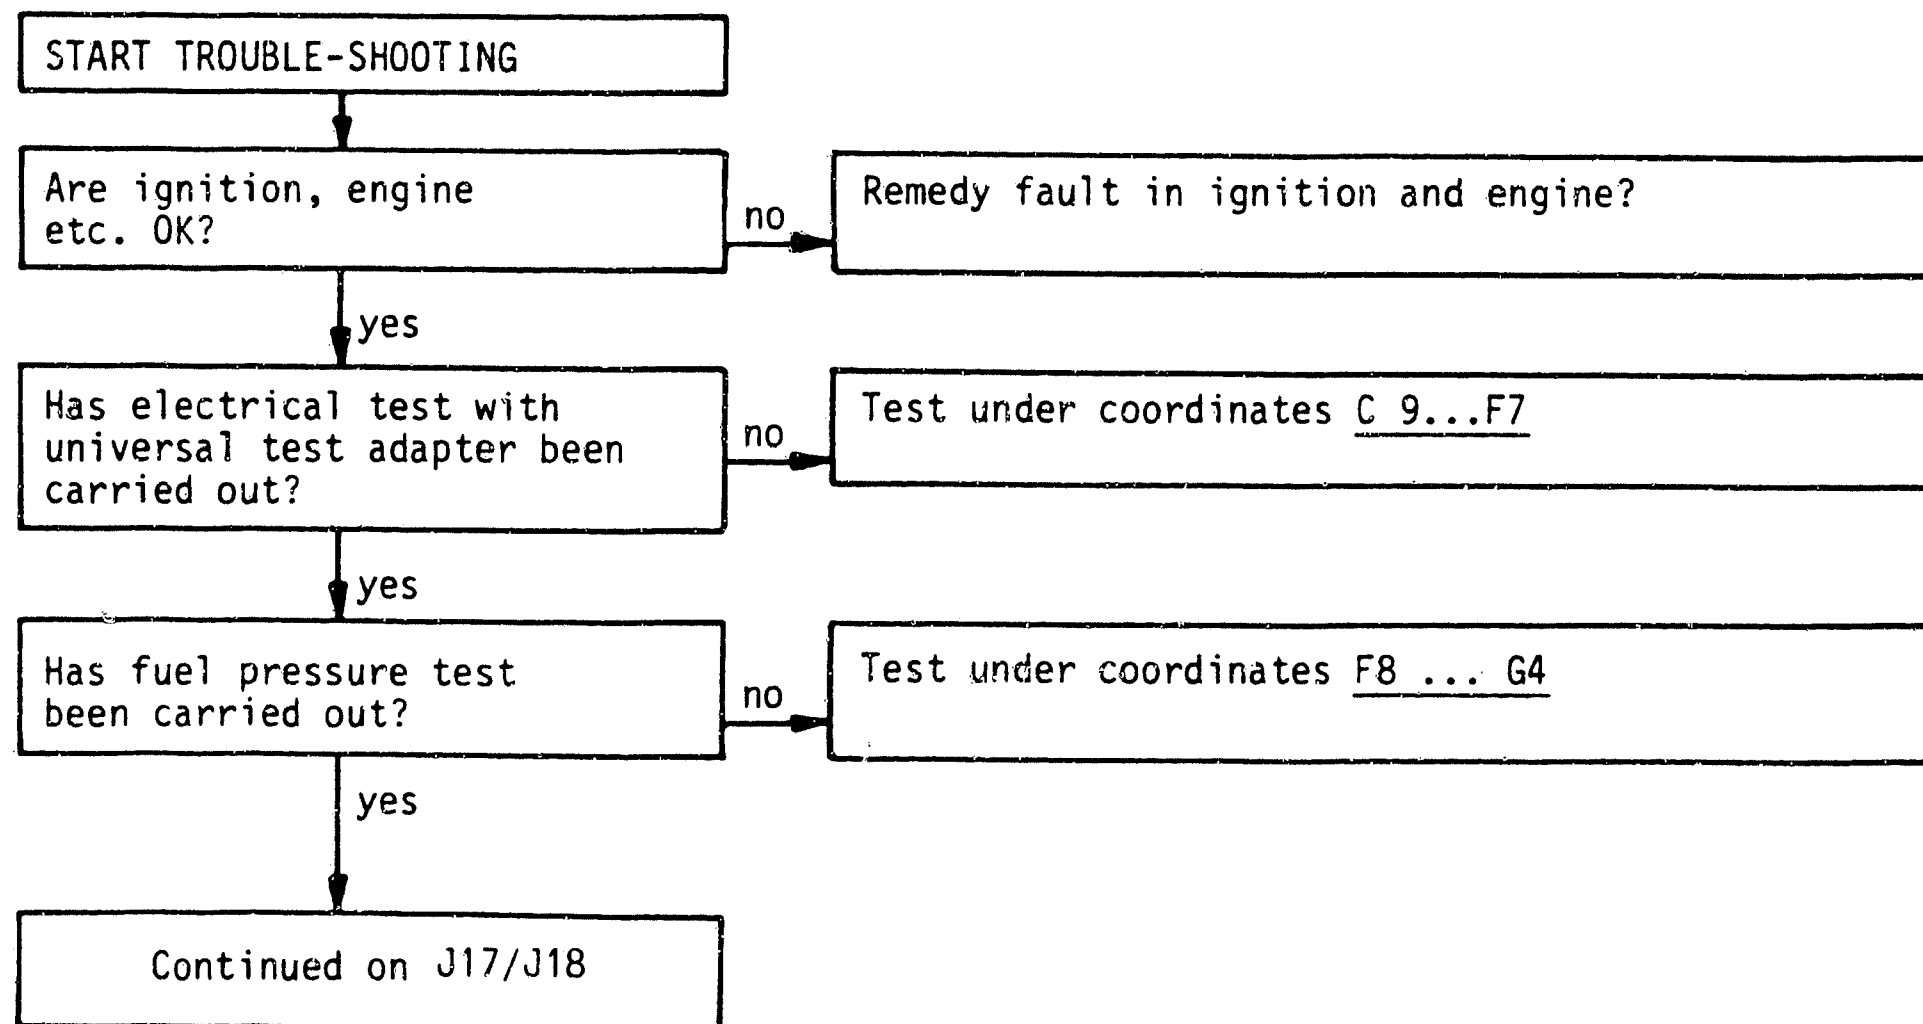 START TROUBLE-SHOOTING
Are ignition, engine
etc. OK?
no
Remedy fault in ignition and engine?
yes
Has electrical test with
universal test adapter been
carried out?
no
Test under coordinates C 9...F7
yes
Has fuel pressure test
been carried out?
no
Test under coordinates F8 ... G4
yes
Continued on J17/J18